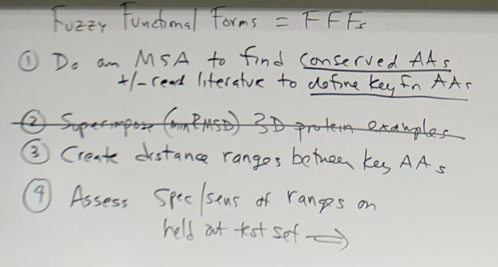 Fuzzy Functional Forms = FFFs
① Do an MSA to find conserved AAs
+/- read literatue to define key fn AAs
② Superimpose (minRMSD) 3D protein examples
③ Create distance ranges between key AAs
④ Assess spec/sens of ranges on
held out test set →